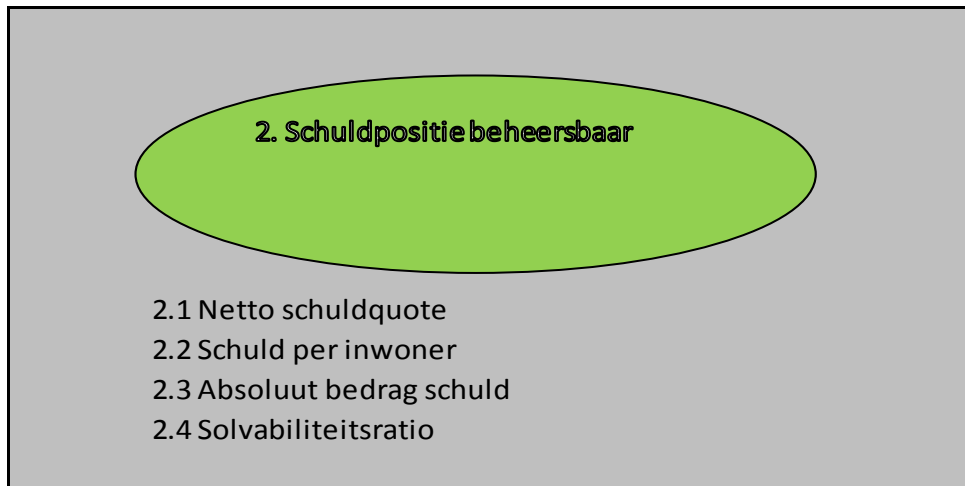 2. Schuldpositie beheersbaar
2.1 Netto schuldquote
2.2 Schuld per inwoner
2.3 Absoluut bedrag schuld
2.4 Solvabiliteitsratio